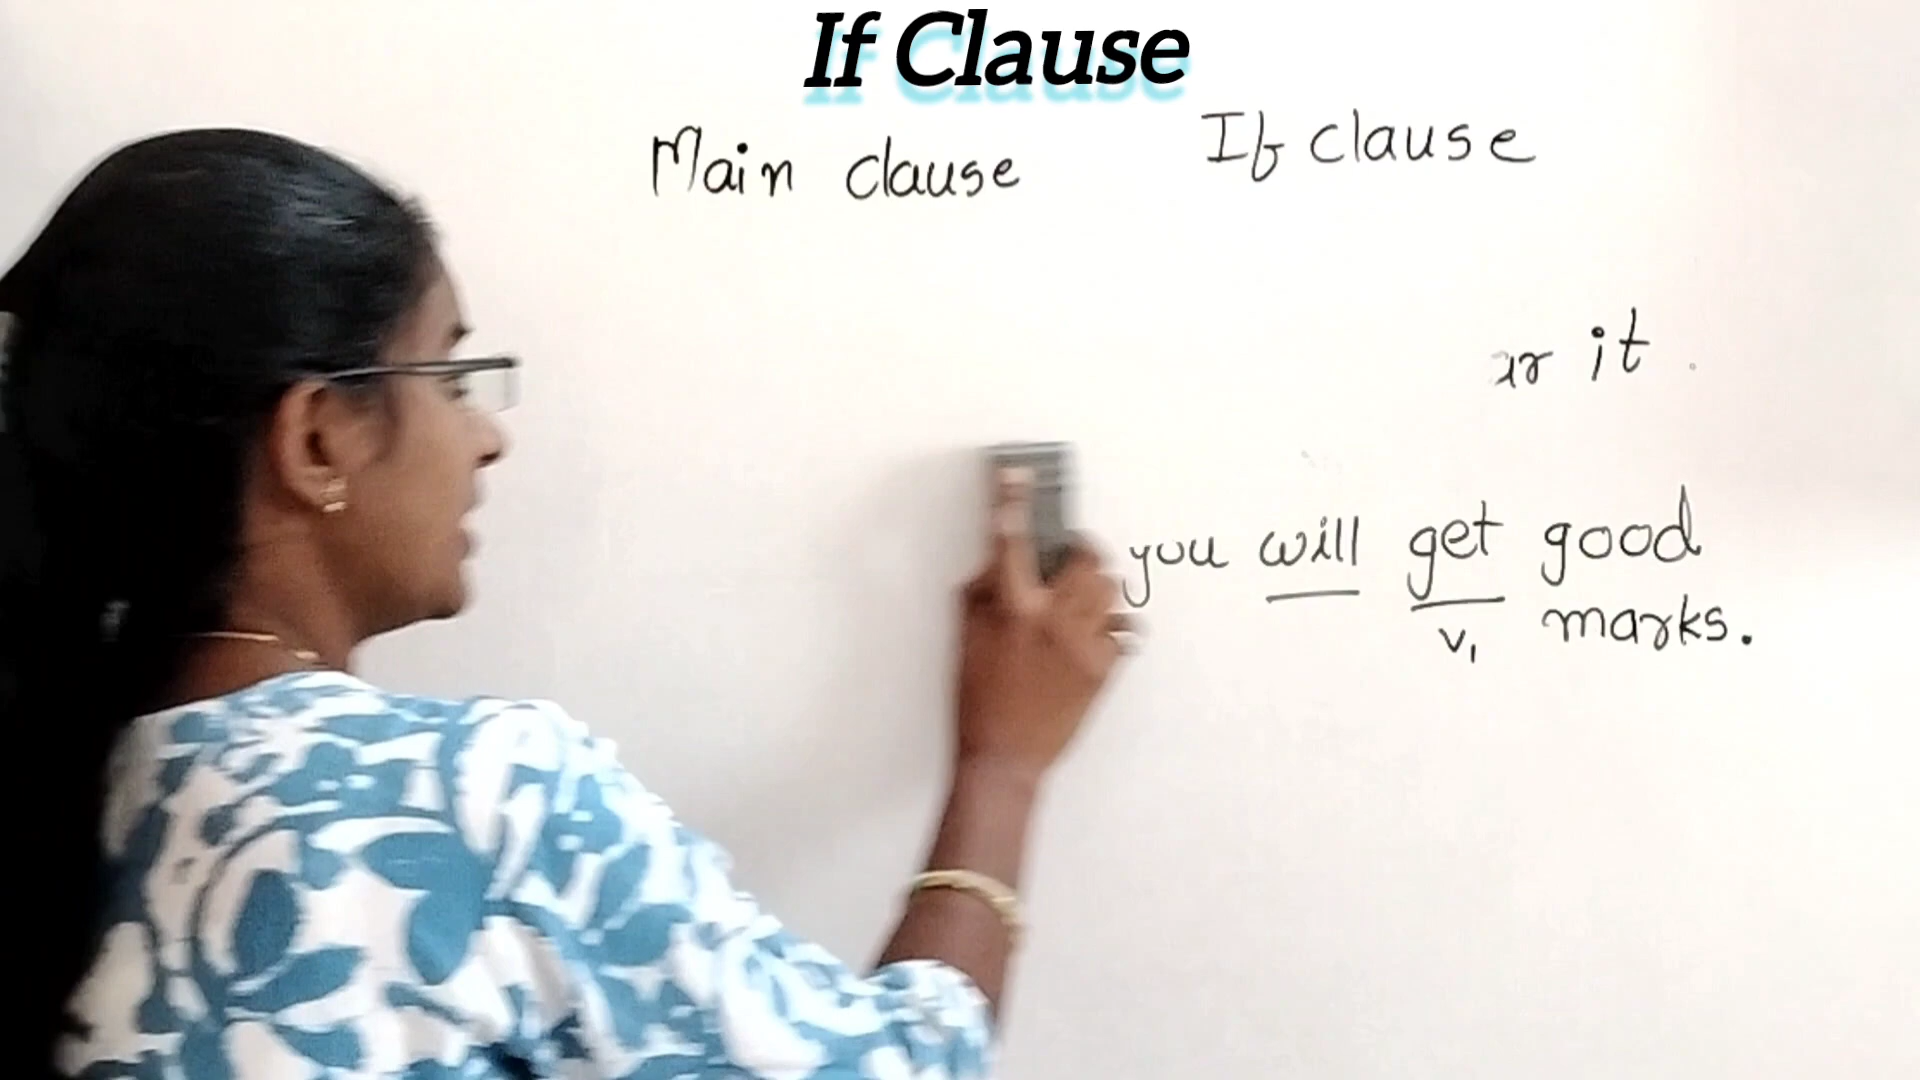 If Clause
Main clause If clause
it.
you will get good
V1 marks.